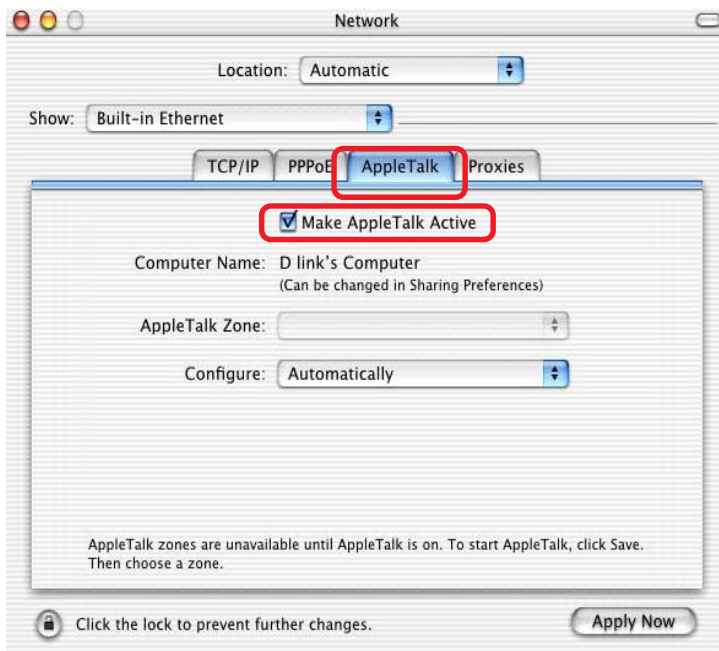 Network
Location: Automatic
Show: Built-in Ethernet
TCP/IP PPPoE AppleTalk Proxies
Make AppleTalk Active
Computer Name: D link's Computer
(Can be changed in Sharing Preferences)
AppleTalk Zone:
Configure: Automatically
AppleTalk zones are unavailable until AppleTalk is on. To start AppleTalk, click Save.
Then choose a zone.
Click the lock to prevent further changes. Apply Now